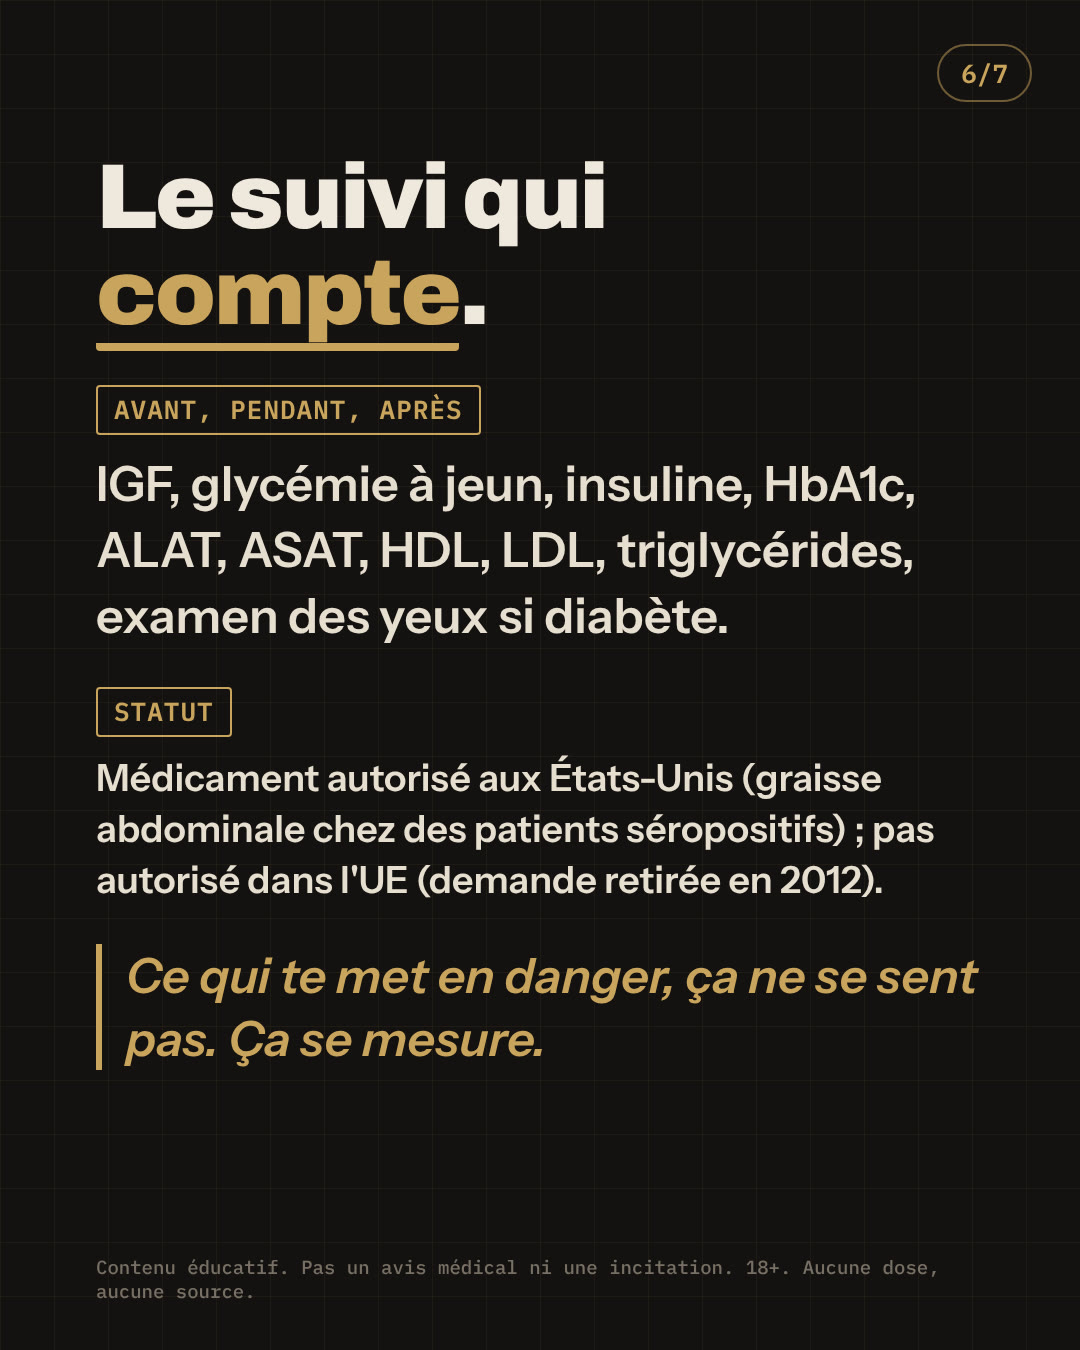 6/7
Le suivi qui
compte.
AVANT, PENDANT, APRÈS
IGF, glycémie à jeun, insuline, HbA1c,
ALAT, ASAT, HDL, LDL, triglycérides,
examen des yeux si diabète.
STATUT
Médicament autorisé aux États-Unis (graisse
abdominale chez des patients séropositifs) ; pas
autorisé dans l'UE (demande retirée en 2012).
Ce qui te met en danger, ça ne se sent
pas. Ça se mesure.
Contenu éducatif. Pas un avis médical ni une incitation. 18+. Aucune dose,
aucune source.